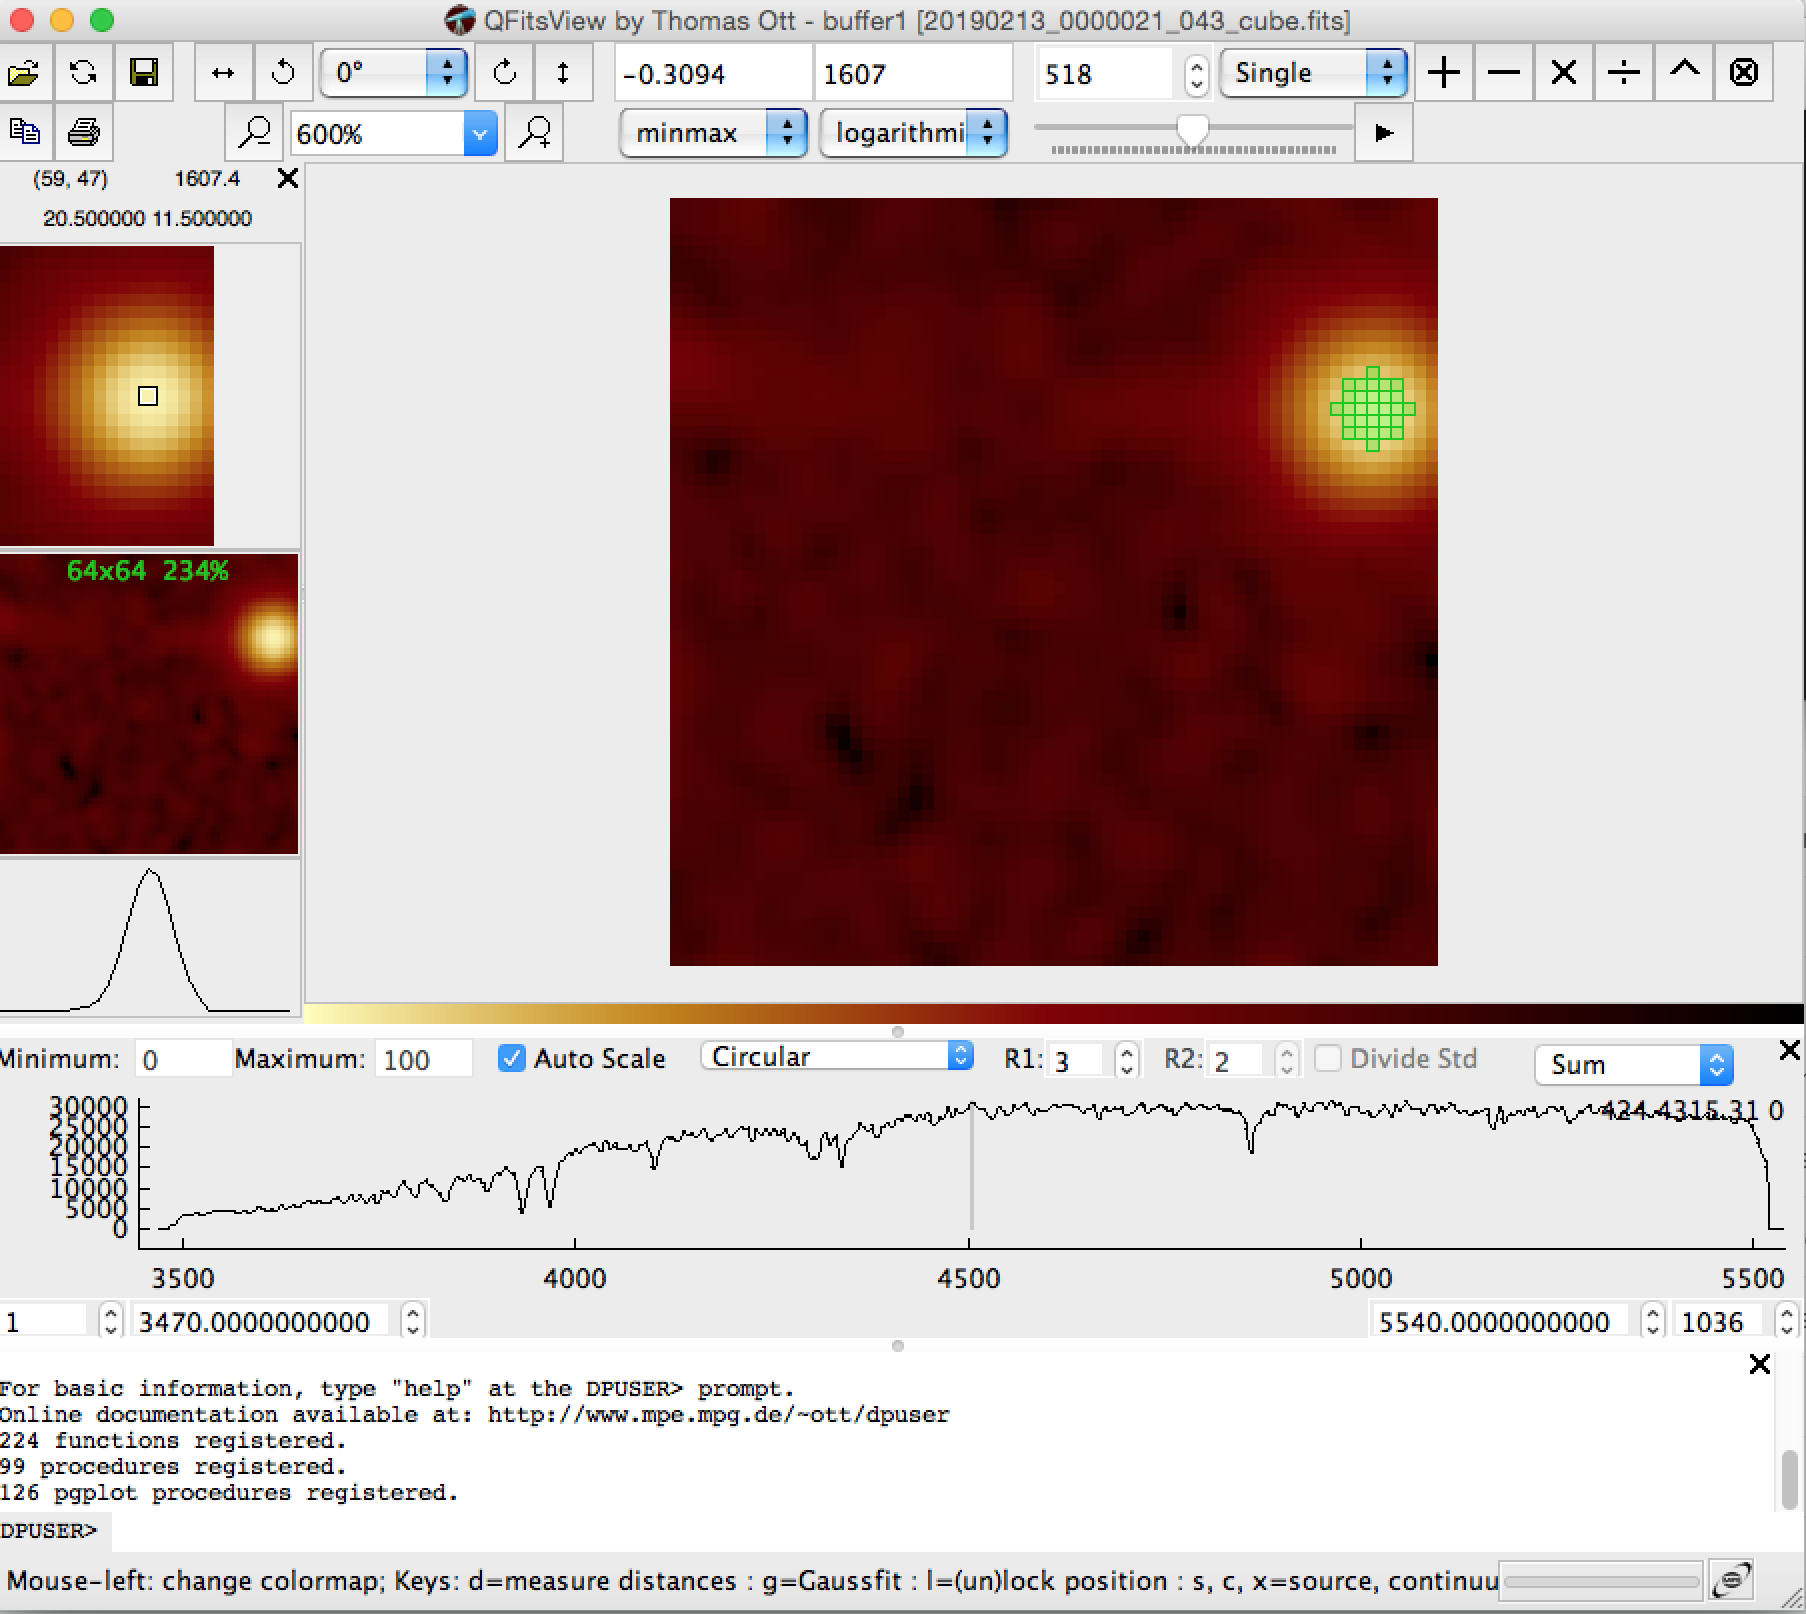 QFitsView by Thomas Ott - buffer1 [20190213_0000021_043_cube.fits]
0° -0.3094 1607 518 Single
600% minmax logarithmi
(59, 47) 1607.4
20.500000 11.500000
64x64 234%
Minimum: 0 Maximum: 100 Auto Scale Circular R1: 3 R2: 2 Divide Std Sum
30000
25000
20000
15000
10000
5000
0
424.4315.31 0
3500 4000 4500 5000 5500
1 3470.0000000000 5540.0000000000 1036
For basic information, type "help" at the DPUSER> prompt.
Online documentation available at: http://www.mpe.mpg.de/~ott/dpuser
224 functions registered.
99 procedures registered.
126 pgplot procedures registered.
DPUSER>
Mouse-left: change colormap; Keys: d=measure distances : g=Gaussfit : l=(un)lock position : s, c, x=source, continuu